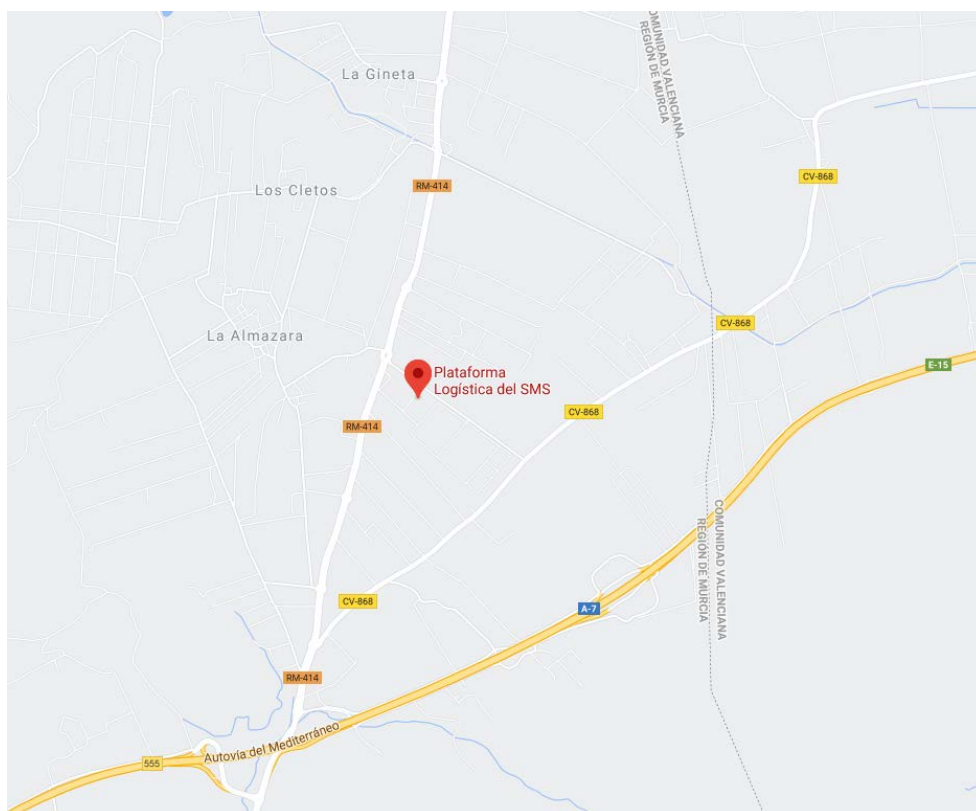 COMUNIDAD VALENCIANA
REGIÓN DE MURCIA
La Gineta
CV-868
RM-414
Los Cletos
CV-868
La Almazara
E-15
Plataforma
Logística del SMS
CV-868
RM-414
COMUNIDAD VALENCIANA
REGIÓN DE MURCIA
CV-868
A-7
RM-414
Autovía del Mediterráneo
555